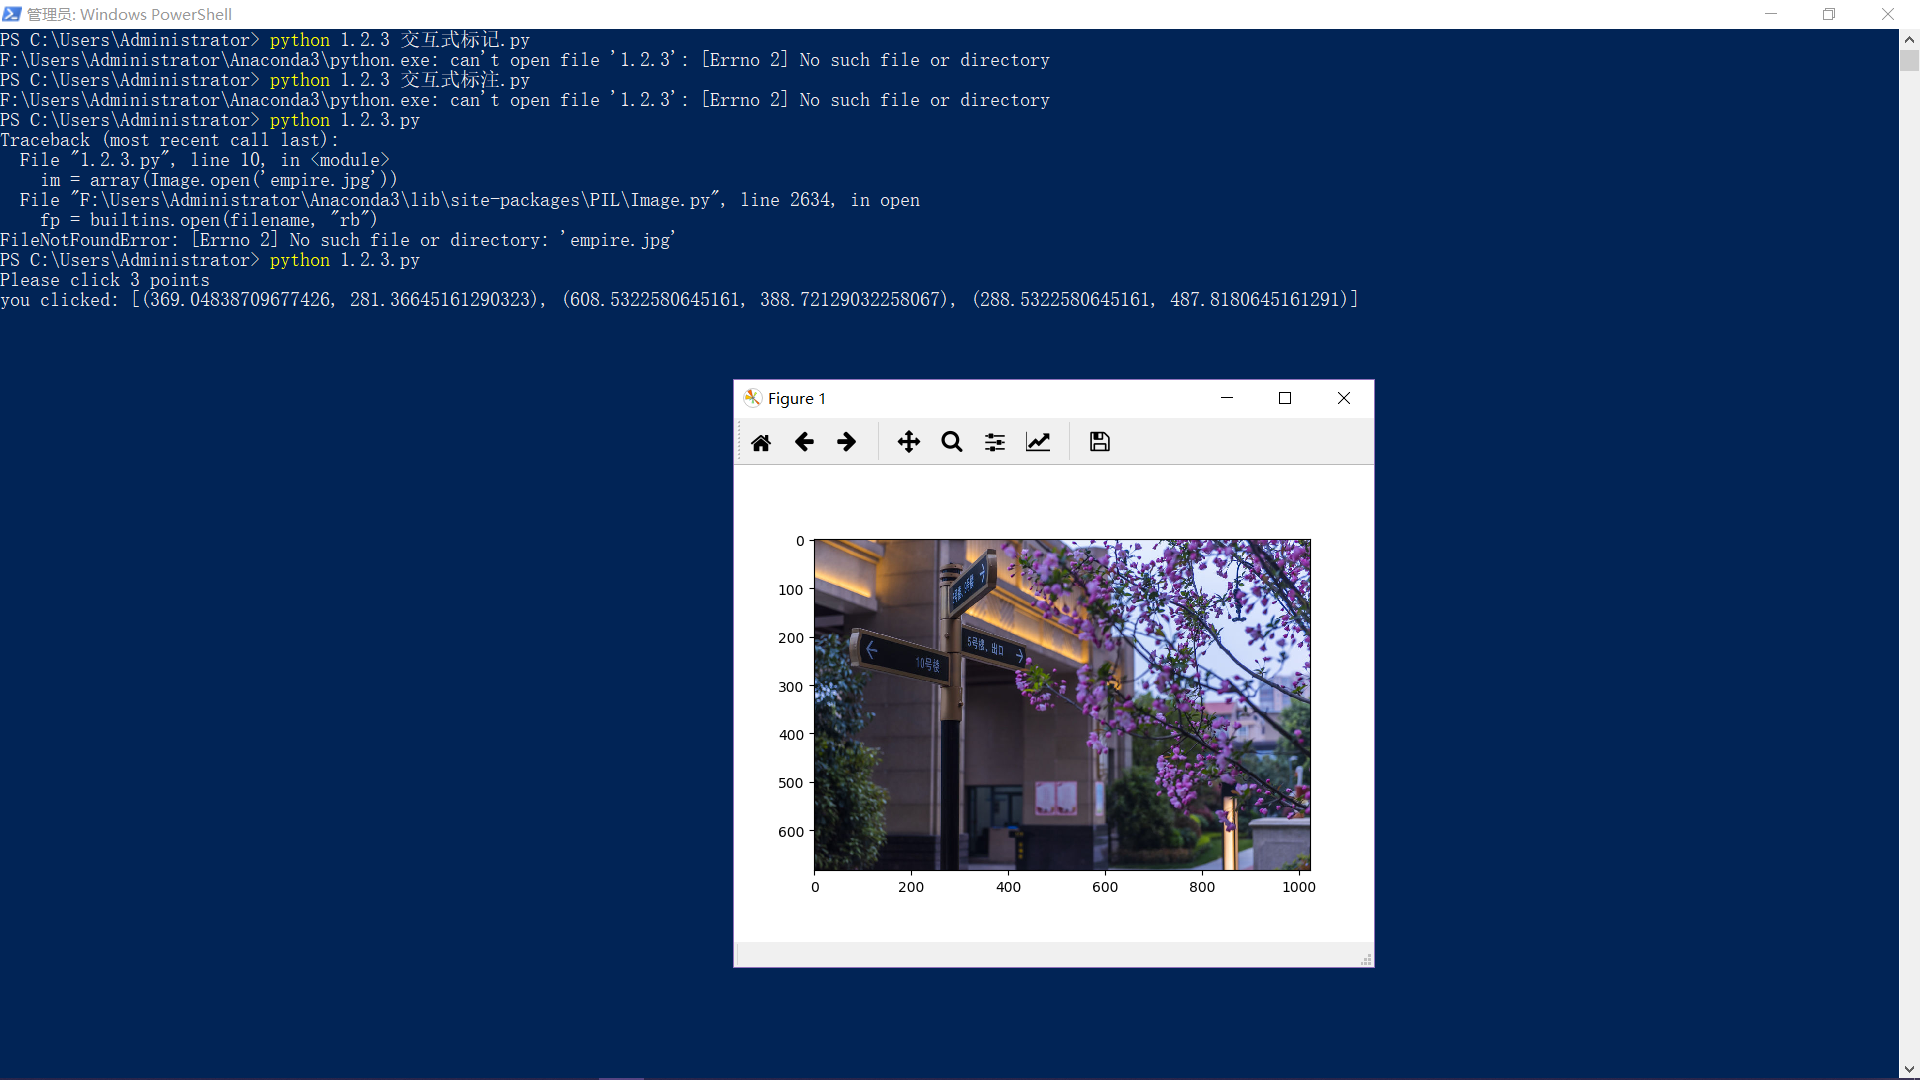 管理员: Windows PowerShell
PS C:\Users\Administrator> python 1.2.3 交互式标记.py
F:\Users\Administrator\Anaconda3\python.exe: can't open file '1.2.3': [Errno 2] No such file or directory
PS C:\Users\Administrator> python 1.2.3 交互式标注.py
F:\Users\Administrator\Anaconda3\python.exe: can't open file '1.2.3': [Errno 2] No such file or directory
PS C:\Users\Administrator> python 1.2.3.py
Traceback (most recent call last):
  File "1.2.3.py", line 10, in <module>
    im = array(Image.open('empire.jpg'))
  File "F:\Users\Administrator\Anaconda3\lib\site-packages\PIL\Image.py", line 2634, in open
    fp = builtins.open(filename, "rb")
FileNotFoundError: [Errno 2] No such file or directory: 'empire.jpg'
PS C:\Users\Administrator> python 1.2.3.py
Please click 3 points
you clicked: [(369.04838709677426, 281.36645161290323), (608.5322580645161, 388.72129032258067), (288.5322580645161, 487.8180645161291)]
Figure 1
0
100
200
300
400
500
600
5号楼、出口
10号楼
0 200 400 600 800 1000